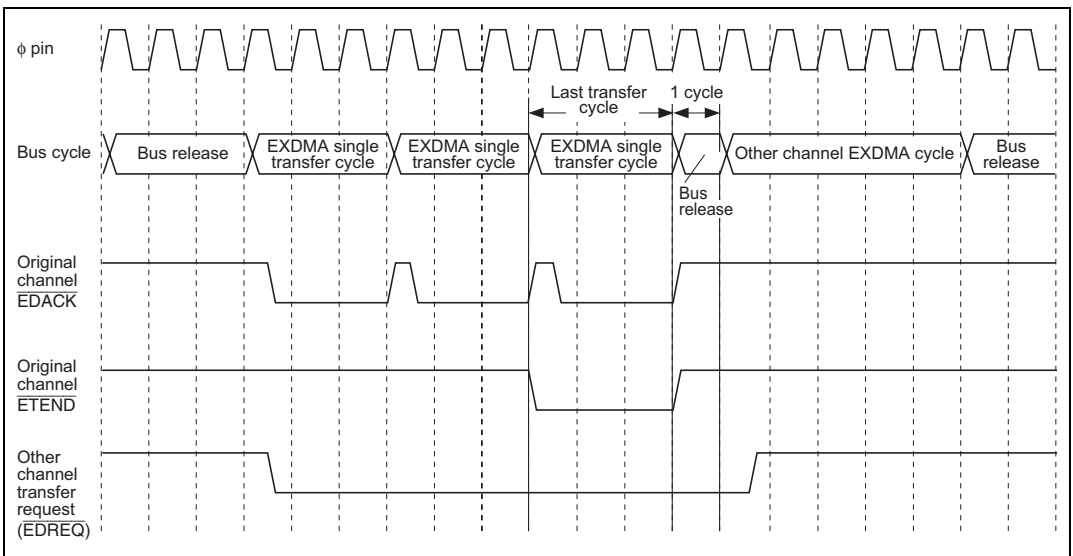 φ pin
Last transfer
cycle
1 cycle
Bus cycle
Bus release
EXDMA single
transfer cycle
EXDMA single
transfer cycle
EXDMA single
transfer cycle
Bus
release
Other channel EXDMA cycle
Bus
release
Original
channel
EDACK
Original
channel
ETEND
Other
channel
transfer
request
(EDREQ)